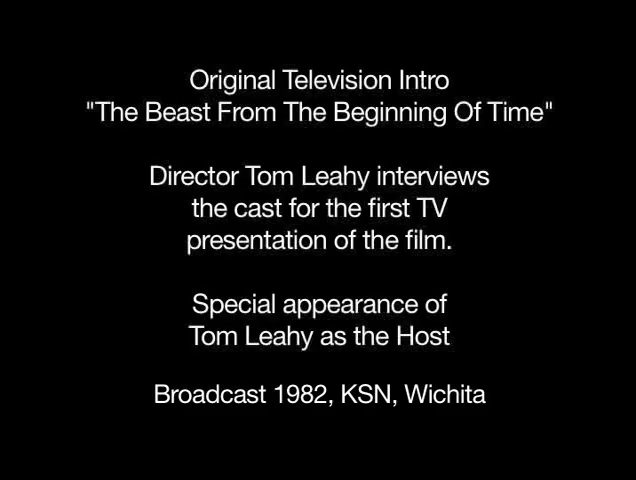 Original Television Intro
"The Beast From The Beginning Of Time"
Director Tom Leahy interviews
the cast for the first TV
presentation of the film.
Special appearance of
Tom Leahy as the Host
Broadcast 1982, KSN, Wichita